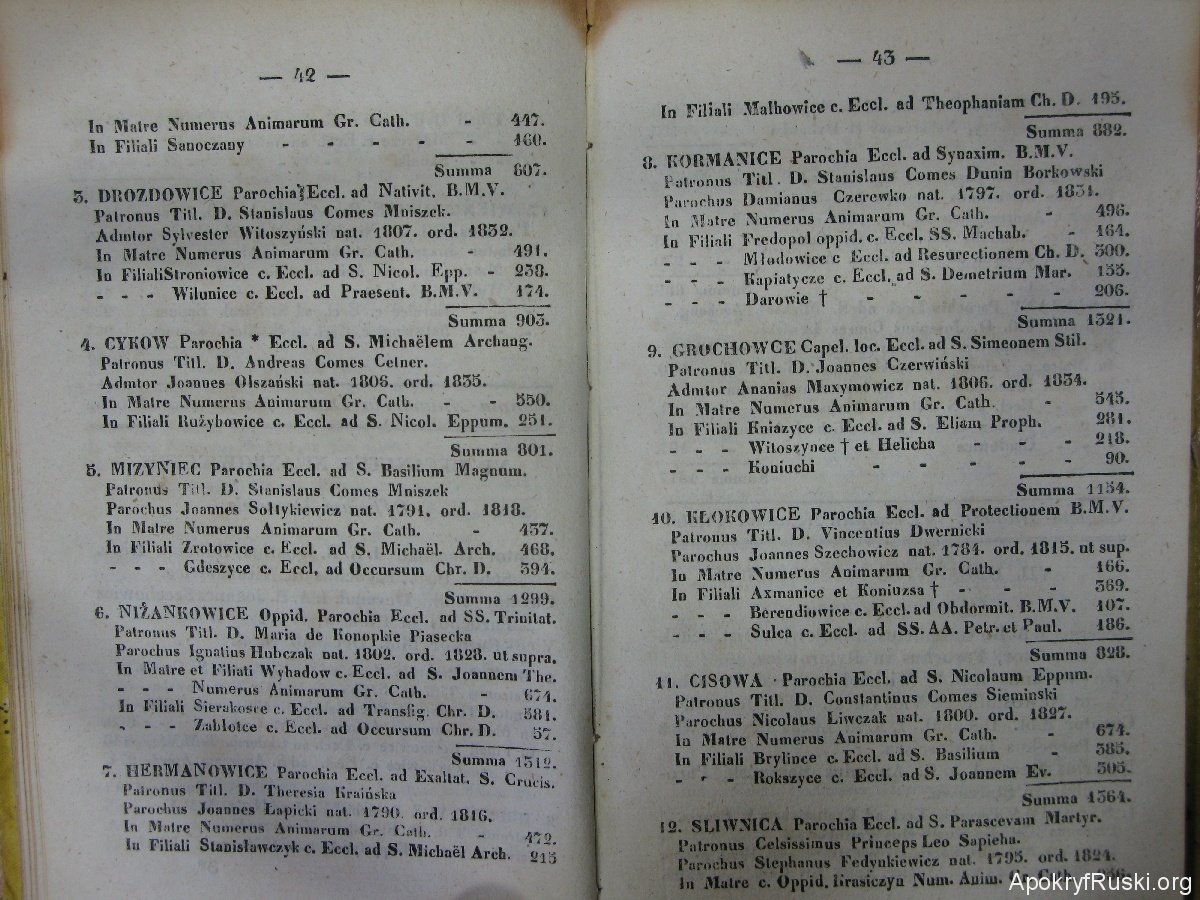 — 42 —
In Matre Numerus Animarum Gr. Cath. - 447.
In Filiali Sanoczany - - - - - 160.
Summa 607.
3. DROZDOWICE Parochia Eccl. ad Nativit. B.M.V.
Patronus Titl. D. Stanislaus Comes Mniszek.
Admtor Sylvester Witoszyński nat. 1807. ord. 1832.
In Matre Numerus Animarum Gr. Cath. - 491.
In Filiali Stroniowice c. Eccl. ad S. Nicol. Epp. - 238.
- - - Wilunice c. Eccl. ad Praesent. B.M.V. 174.
Summa 903.
4. CYKOW Parochia * Eccl. ad S. Michaëlem Archang.
Patronus Titl. D. Andreas Comes Cetner.
Admtor Joannes Olszański nat. 1806. ord. 1835.
In Matre Numerus Animarum Gr. Cath. - - 550.
In Filiali Rużybowice c. Eccl. ad S. Nicol. Eppum. 251.
Summa 801.
5. MIZYNIEC Parochia Eccl. ad S. Basilium Magnum.
Patronus Titl. D. Stanislaus Comes Mniszek
Parochus Joannes Sołtykiewicz nat. 1791. ord. 1818.
In Matre Numerus Animarum Gr. Cath. - 437.
In Filiali Zrotowice c. Eccl. ad S. Michaël. Arch. 468.
- - - Gdeszyce c. Eccl. ad Occursum Chr. D. 394.
Summa 1299.
6. NIŻANKOWICE Oppid. Parochia Eccl. ad SS. Trinitat.
Patronus Titl. D. Maria de Konopkie Piasecka
Parochus Ignatius Hubczak nat. 1802. ord. 1828. ut supra.
In Matre et Filiati Wyhadow c. Eccl. ad S. Joannem The.
- - - Numerus Animarum Gr. Cath. - 674.
In Filiali Sierakosce c. Eccl. ad Transfig. Chr. D. 581.
- - - Zabłotce c. Eccl. ad Occursum Chr. D. 57.
Summa 1312.
7. HERMANOWICE Parochia Eccl. ad Exaltat. S. Crucis.
Patronus Titl. D. Theresia Kraińska
Parochus Joannes Łapicki nat. 1790. ord. 1816.
In Matre Numerus Animarum Gr. Cath. - 472.
In Filiali Stanisławczyk c. Eccl. ad S. Michaël Arch. 215
— 43 —
In Filiali Malhowice c. Eccl. ad Theophaniam Ch. D. 195.
Summa 882.
8. KORMANICE Parochia Eccl. ad Synaxim. B.M.V.
Patronus Titl. D. Stanislaus Comes Dunin Borkowski
Parochus Damianus Czerewko nat. 1797. ord. 1831.
In Matre Numerus Animarum Gr. Cath. - 496.
In Filiali Fredopol oppid. c. Eccl. SS. Machab. - 164.
- - - Młodowice c Eccl. ad Resurectionem Ch. D. 300.
- - - Kapiatycze c. Eccl. ad S. Demetrium Mar. 155.
- - - Darowie † - - - - - 206.
Summa 1321.
9. GROCHOWCE Capel. loc. Eccl. ad S. Simeonem Stil.
Patronus Titl. D. Joannes Czerwiński
Admtor Ananias Maxymowicz nat. 1806. ord. 1834.
In Matre Numerus Animarum Gr. Cath. - 545.
In Filiali Kniazyce c. Eccl. ad S. Eliam Proph. 281.
- - - Witoszynce † et Helicha - - - 218.
- - - Koniuchi - - - - - 90.
Summa 1134.
10. KŁOKOWICE Parochia Eccl. ad Protectionem B.M.V.
Patronus Titl. D. Vincentius Dwernicki
Parochus Joannes Szechowicz nat. 1784. ord. 1815. ut sup.
In Matre Numerus Animarum Gr. Cath. - 166.
In Filiali Axmanice et Koniuzsa † - - - 369.
- - - Berendiowice c. Eccl. ad Obdormit. B.M.V. 107.
- - - Sulca c. Eccl. ad SS. AA. Petr. et Paul. 186.
Summa 828.
11. CISOWA Parochia Eccl. ad S. Nicolaum Eppum.
Patronus Titl. D. Constantinus Comes Sieminski
Parochus Nicolaus Liwczak nat. 1800. ord. 1827.
In Matre Numerus Animarum Gr. Cath. - 674.
In Filiali Brylince c. Eccl. ad S. Basilium - 385.
- - - Rokszyce c. Eccl. ad S. Joannem Ev. 305.
Summa 1364.
12. SLIWNICA Parochia Eccl. ad S. Parascevam Martyr.
Patronus Celsissimus Princeps Leo Sapieha.
Parochus Stephanus Fedynkiewicz nat. 1795. ord. 1824.
In Matre c. Oppid. Krasiczyn Num. Anim. Gr. Cath.
ApokryfRuski.org